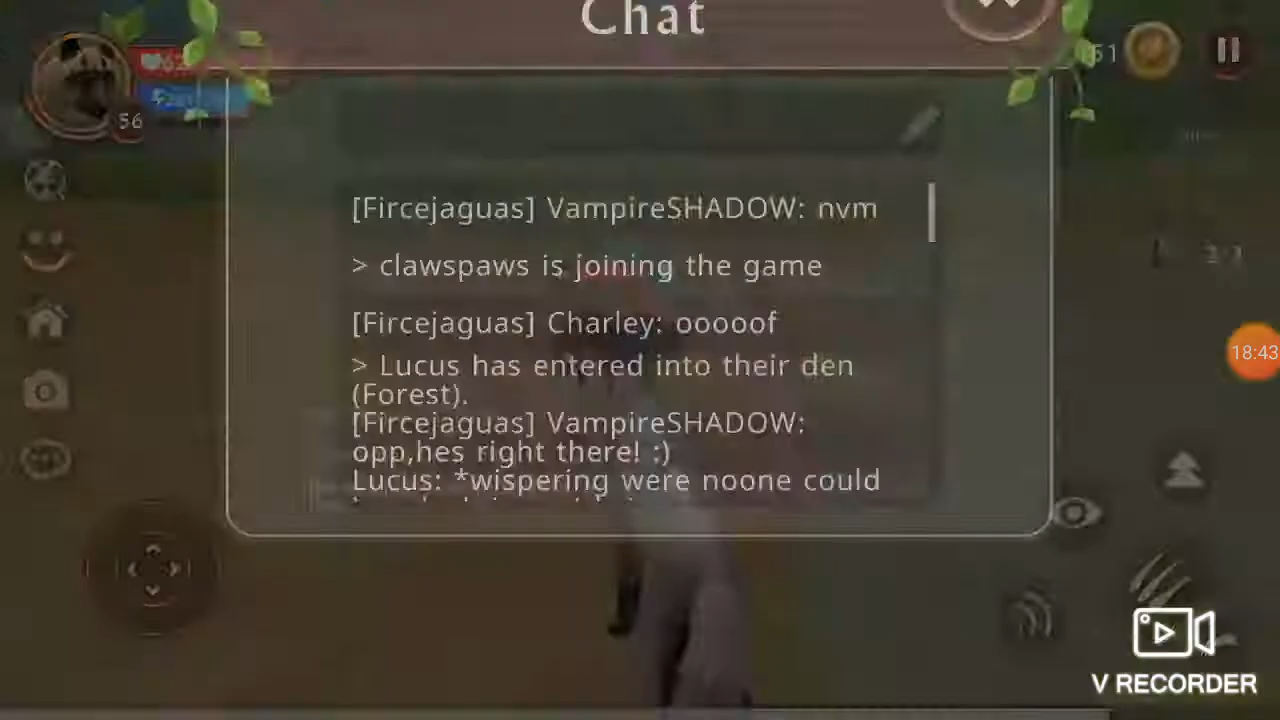 Chat
51
56
[Fircejaguas] VampireSHADOW: nvm
> clawspaws is joining the game
[Fircejaguas] Charley: ooooof
> Lucus has entered into their den
(Forest).
[Fircejaguas] VampireSHADOW:
opp,hes right there! :)
Lucus: *wispering were noone could
18:43
V RECORDER